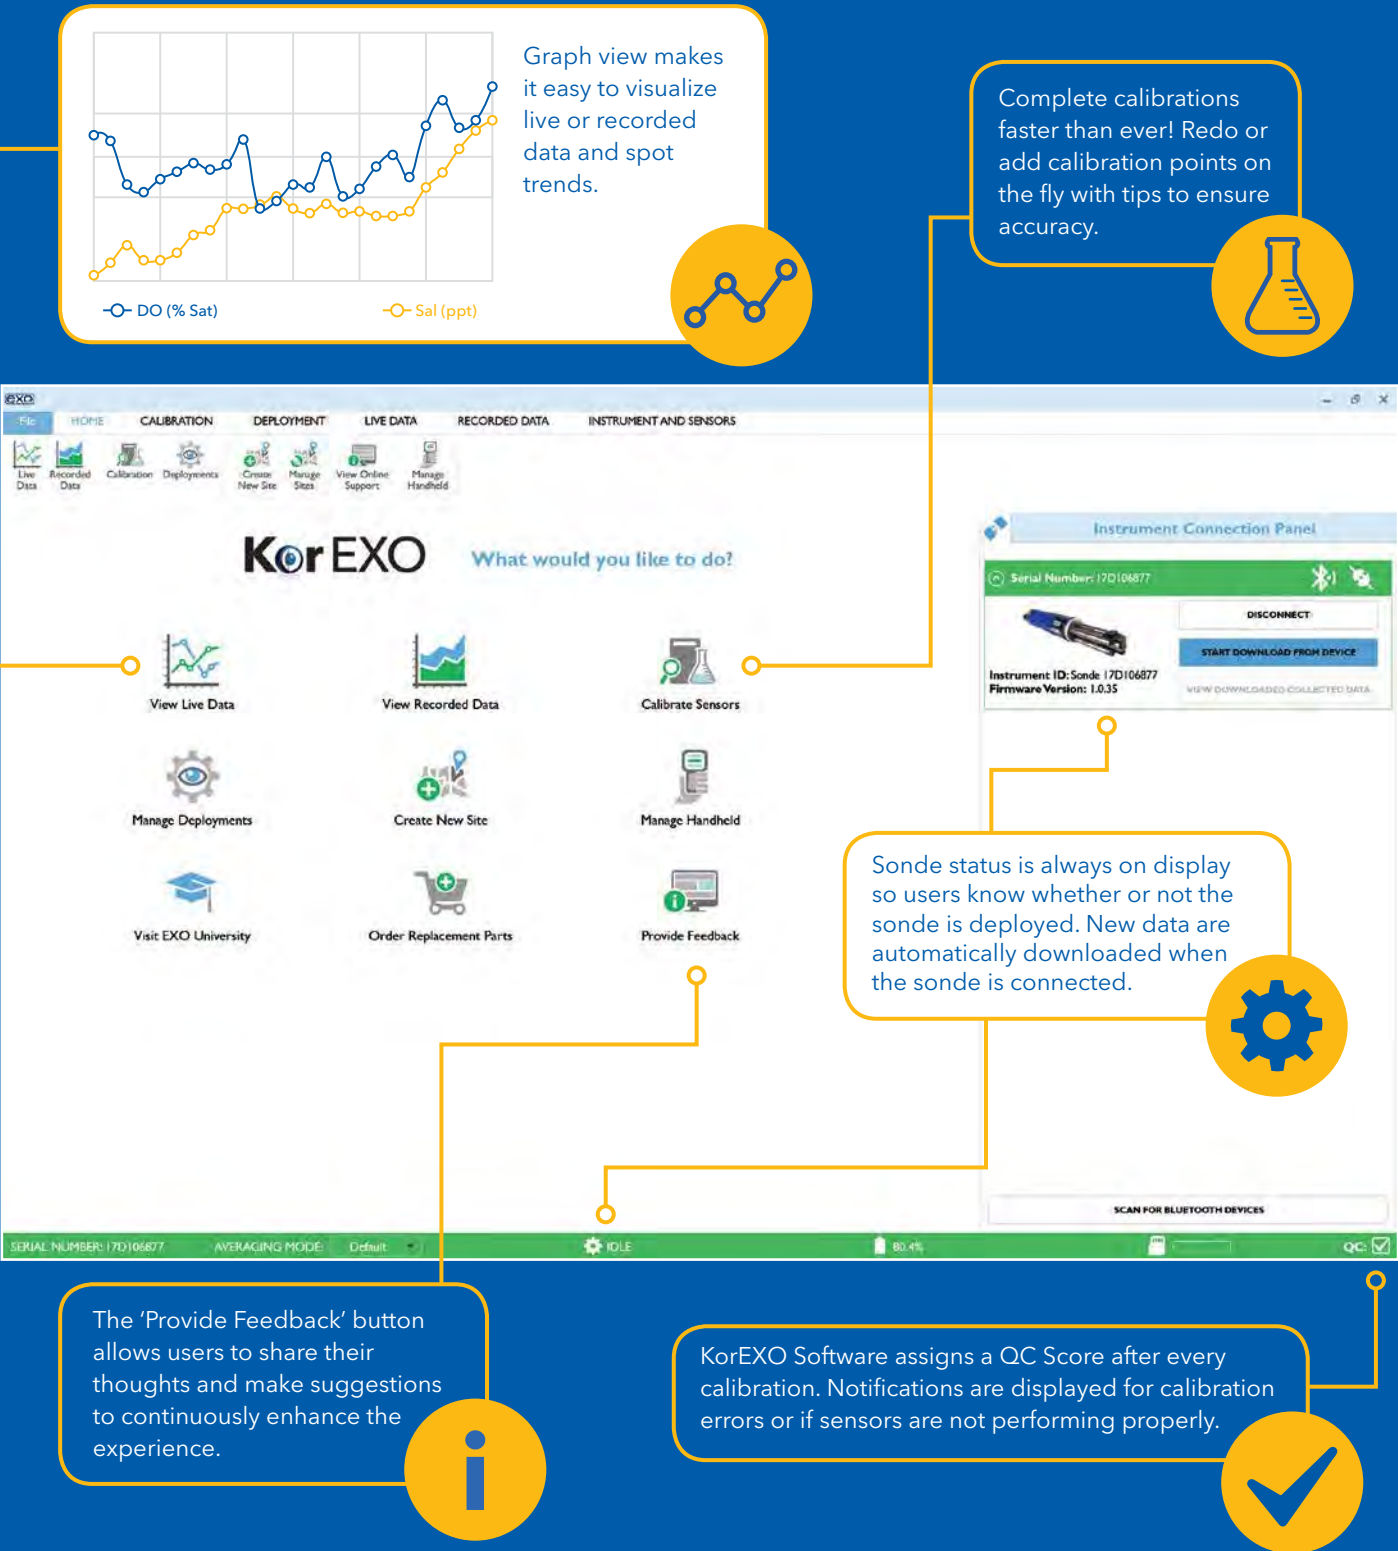 Graph view makes
it easy to visualize
live or recorded
data and spot
trends.
DO (% Sat)
Sal (ppt)
Complete calibrations
faster than ever! Redo or
add calibration points on
the fly with tips to ensure
accuracy.
EXO
File HOME CALIBRATION DEPLOYMENT LIVE DATA RECORDED DATA INSTRUMENT AND SENSORS
Live
Data
Recorded
Data
Calibration
Deployments
Create
New Site
Manage
Sites
View Online
Support
Manage
Handheld
KorEXO
What would you like to do?
View Live Data
View Recorded Data
Calibrate Sensors
Manage Deployments
Create New Site
Manage Handheld
Visit EXO University
Order Replacement Parts
Provide Feedback
Instrument Connection Panel
Serial Number: 17D106877
DISCONNECT
START DOWNLOAD FROM DEVICE
Instrument ID: Sonde 17D106877
Firmware Version: 1.0.35
VIEW DOWNLOADED COLLECTED DATA
Sonde status is always on display
so users know whether or not the
sonde is deployed. New data are
automatically downloaded when
the sonde is connected.
SCAN FOR BLUETOOTH DEVICES
SERIAL NUMBER: 17D106877 AVERAGING MODE: Default IDLE 80.4% QC:
The ‘Provide Feedback’ button
allows users to share their
thoughts and make suggestions
to continuously enhance the
experience.
KorEXO Software assigns a QC Score after every
calibration. Notifications are displayed for calibration
errors or if sensors are not performing properly.